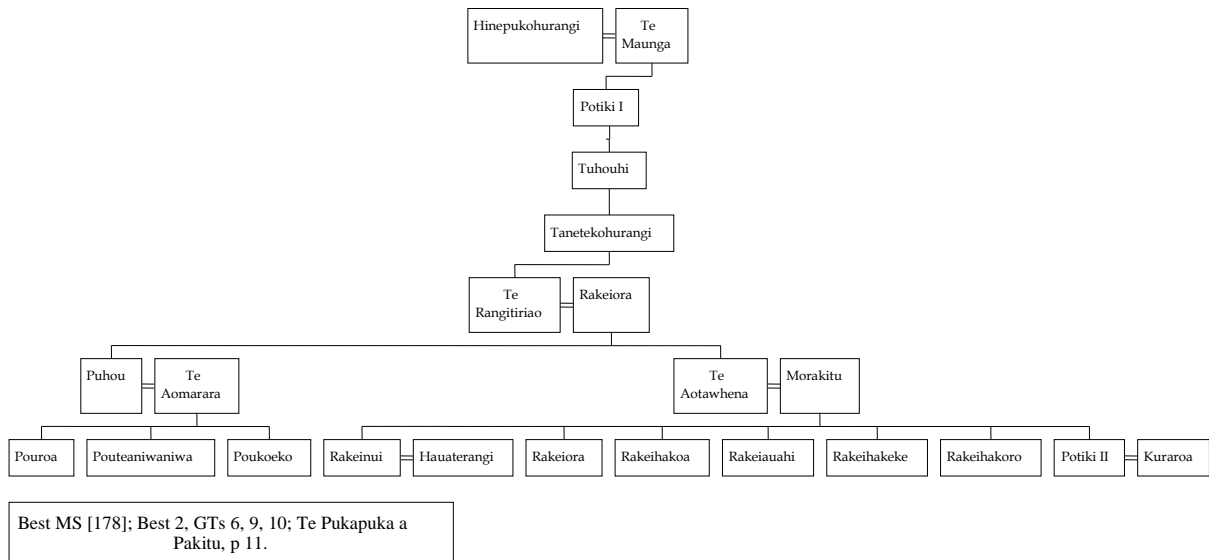 Hinepukohurangi
Te
Maunga
Potiki I
Tuhouhi
Tanetekohurangi
Te
Rangitiriao
Rakeiora
Puhou
Te
Aomarara
Te
Aotawhena
Morakitu
Pouroa
Pouteaniwaniwa
Poukoeko
Rakeinui
Hauaterangi
Rakeiora
Rakeihakoa
Rakeiauahi
Rakeihakeke
Rakeihakoro
Potiki II
Kuraroa
Best MS [178]; Best 2, GTs 6, 9, 10; Te Pukapuka a
Pakitu, p 11.